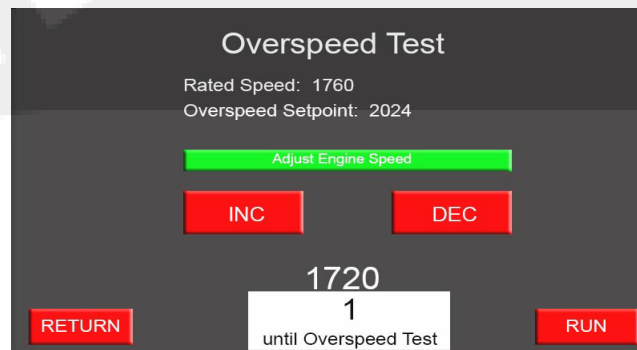 Overspeed Test
Rated Speed: 1760
Overspeed Setpoint: 2024
Adjust Engine Speed
INC DEC
1720
1
until Overspeed Test
RETURN RUN